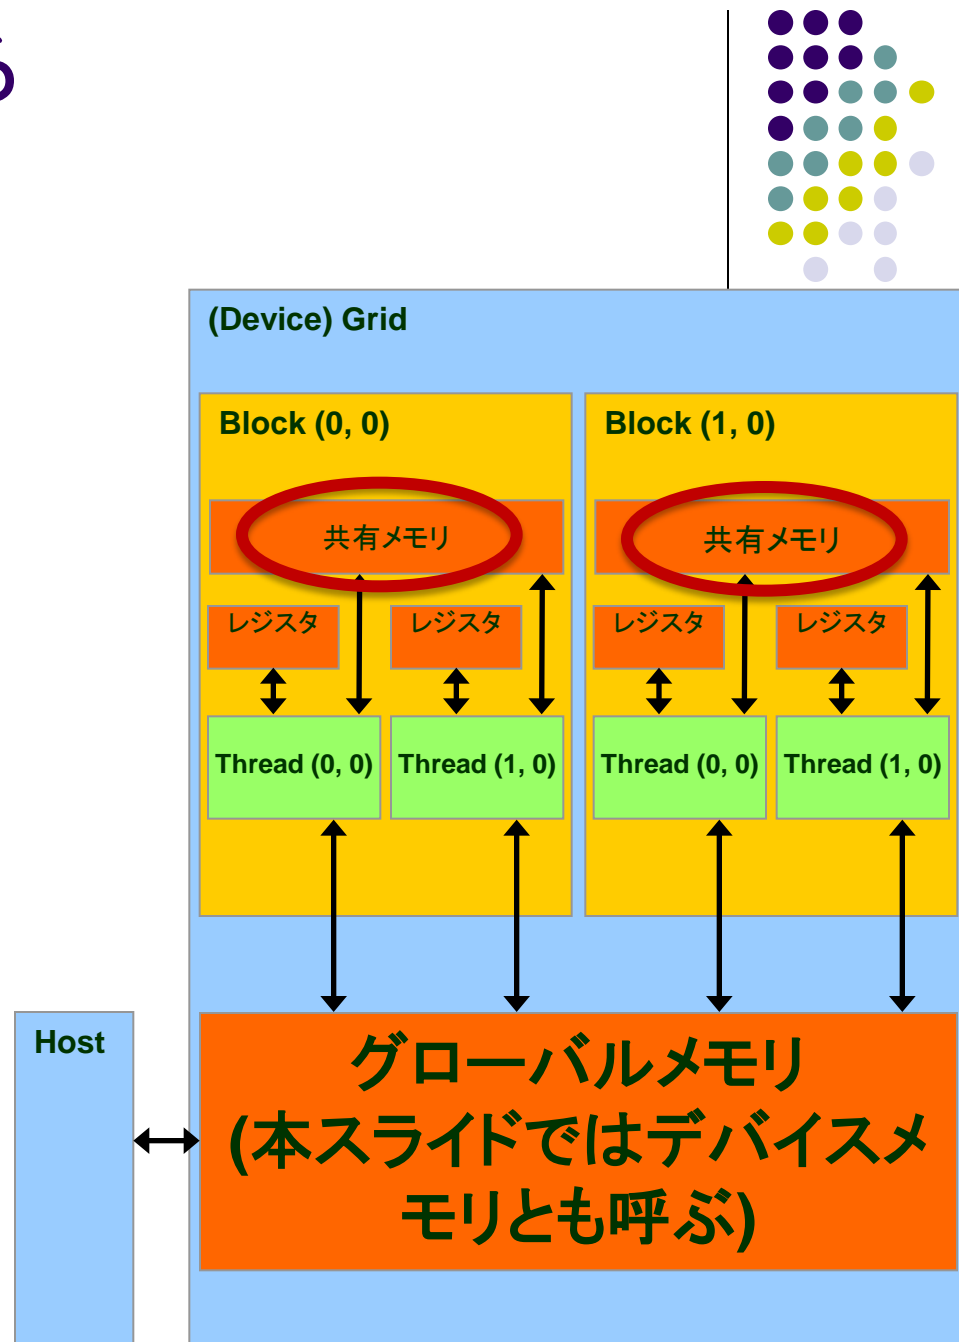 (Device) Grid
Block (0, 0)
Block (1, 0)
共有メモリ
共有メモリ
レジスタ
レジスタ
レジスタ
レジスタ
Thread (0, 0)
Thread (1, 0)
Thread (0, 0)
Thread (1, 0)
Host
グローバルメモリ
(本スライドではデバイスメ
モリとも呼ぶ)